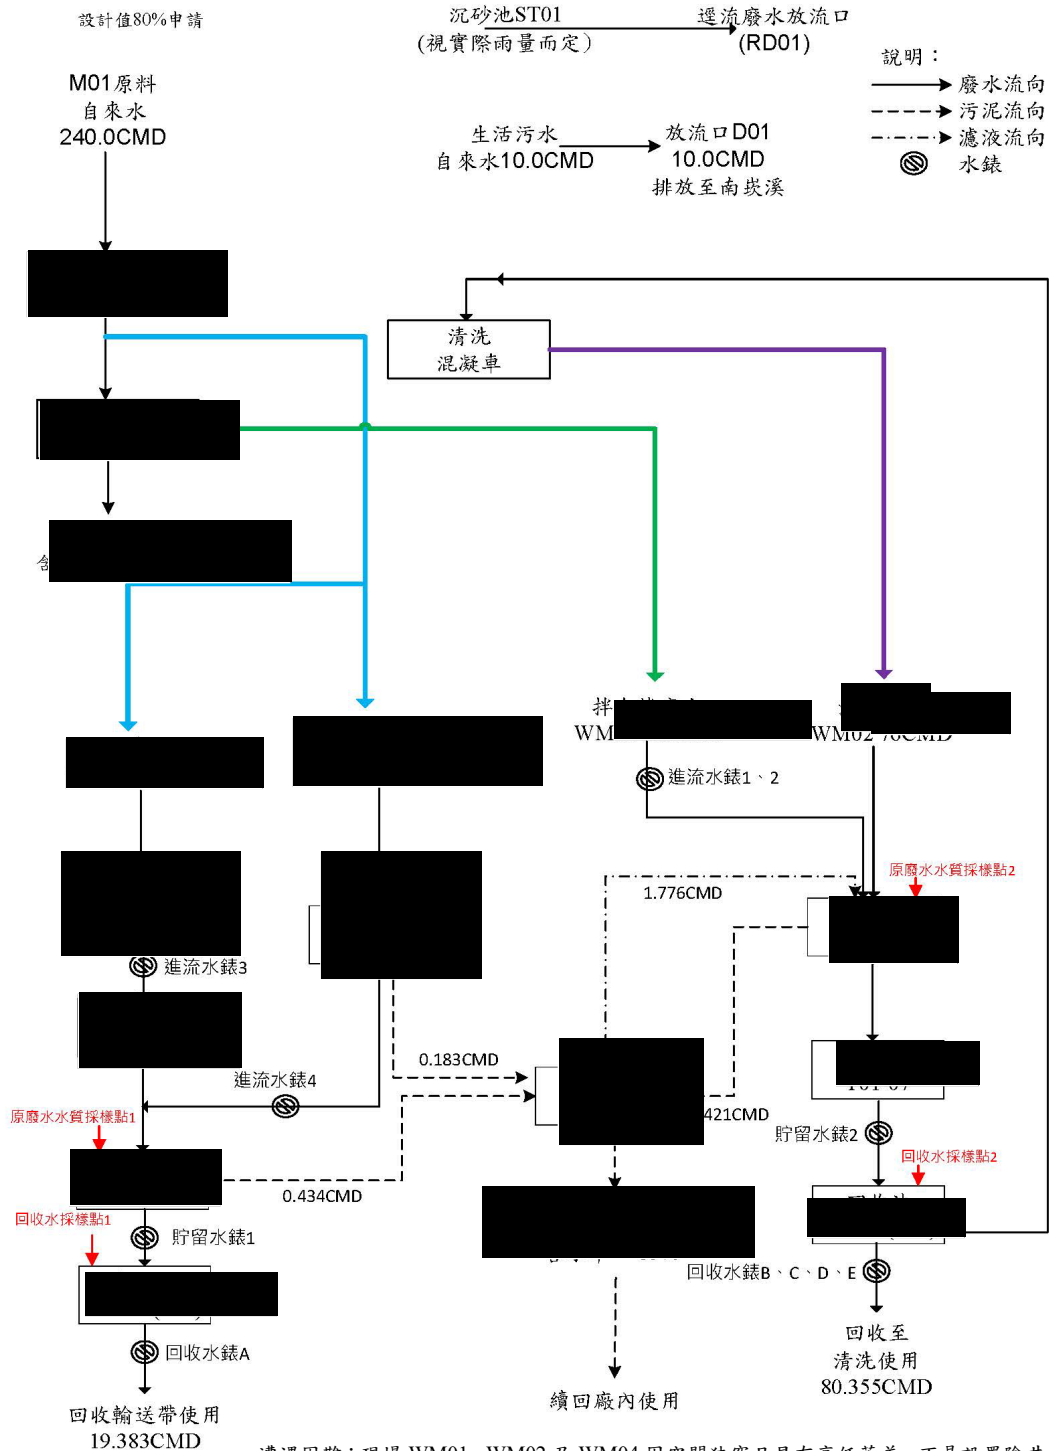 設計值80%申請
沉砂池ST01
(視實際雨量而定)
逕流廢水放流口
(RD01)
說明：
廢水流向
污泥流向
濾液流向
水錶
M01原料
自來水
240.0CMD
生活污水
自來水10.0CMD
放流口D01
10.0CMD
排放至南崁溪
清洗
混凝車
含
拌
WM
WM02
進流水錶1、2
原廢水水質採樣點2
1.776CMD
進流水錶3
0.183CMD
進流水錶4
421CMD
原廢水水質採樣點1
貯留水錶2
0.434CMD
回收水採樣點2
回收水採樣點1
貯留水錶1
回收水錶B、C、D、E
回收水錶A
回收至
清洗使用
80.355CMD
續回廠內使用
回收輸送帶使用
19.383CMD